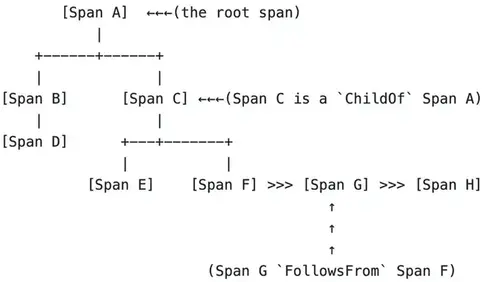 [Span A] ←←←(the root span)
|
+------+------+
| |
[Span B] [Span C] ←←←(Span C is a `ChildOf` Span A)
| |
[Span D] +---+-------+
| |
[Span E] [Span F] >>> [Span G] >>> [Span H]
↑
↑
↑
(Span G `FollowsFrom` Span F)